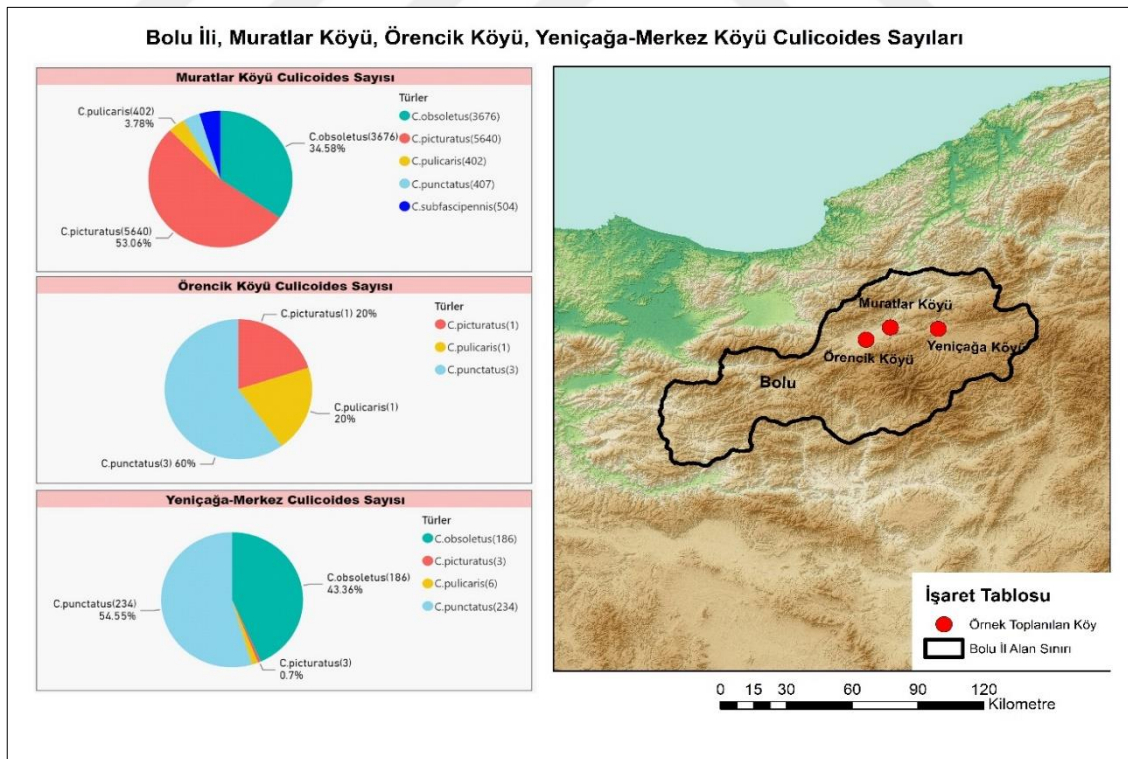 Bolu İli, Muratlar Köyü, Örencik Köyü, Yeniçağa-Merkez Köyü Culicoides Sayıları
Muratlar Köyü Culicoides Sayısı
C.pulicaris(402)
3.78%
C.obsoletus(3676)
34.58%
C.picturatus(5640)
53.06%
Türler
C.obsoletus(3676)
C.picturatus(5640)
C.pulicaris(402)
C.punctatus(407)
C.subfascipennis(504)
Örencik Köyü Culicoides Sayısı
C.picturatus(1) 20%
C.pulicaris(1)
20%
C.punctatus(3) 60%
Türler
C.picturatus(1)
C.pulicaris(1)
C.punctatus(3)
Yeniçağa-Merkez Culicoides Sayısı
C.punctatus(234)
54.55%
C.obsoletus(186)
43.36%
C.picturatus(3)
0.7%
Türler
C.obsoletus(186)
C.picturatus(3)
C.pulicaris(6)
C.punctatus(234)
Muratlar Köyü
Örencik Köyü
Yeniçağa Köyü
Bolu
İşaret Tablosu
Örnek Toplanılan Köy
Bolu İl Alan Sınırı
0 15 30 60 90 120
Kilometre